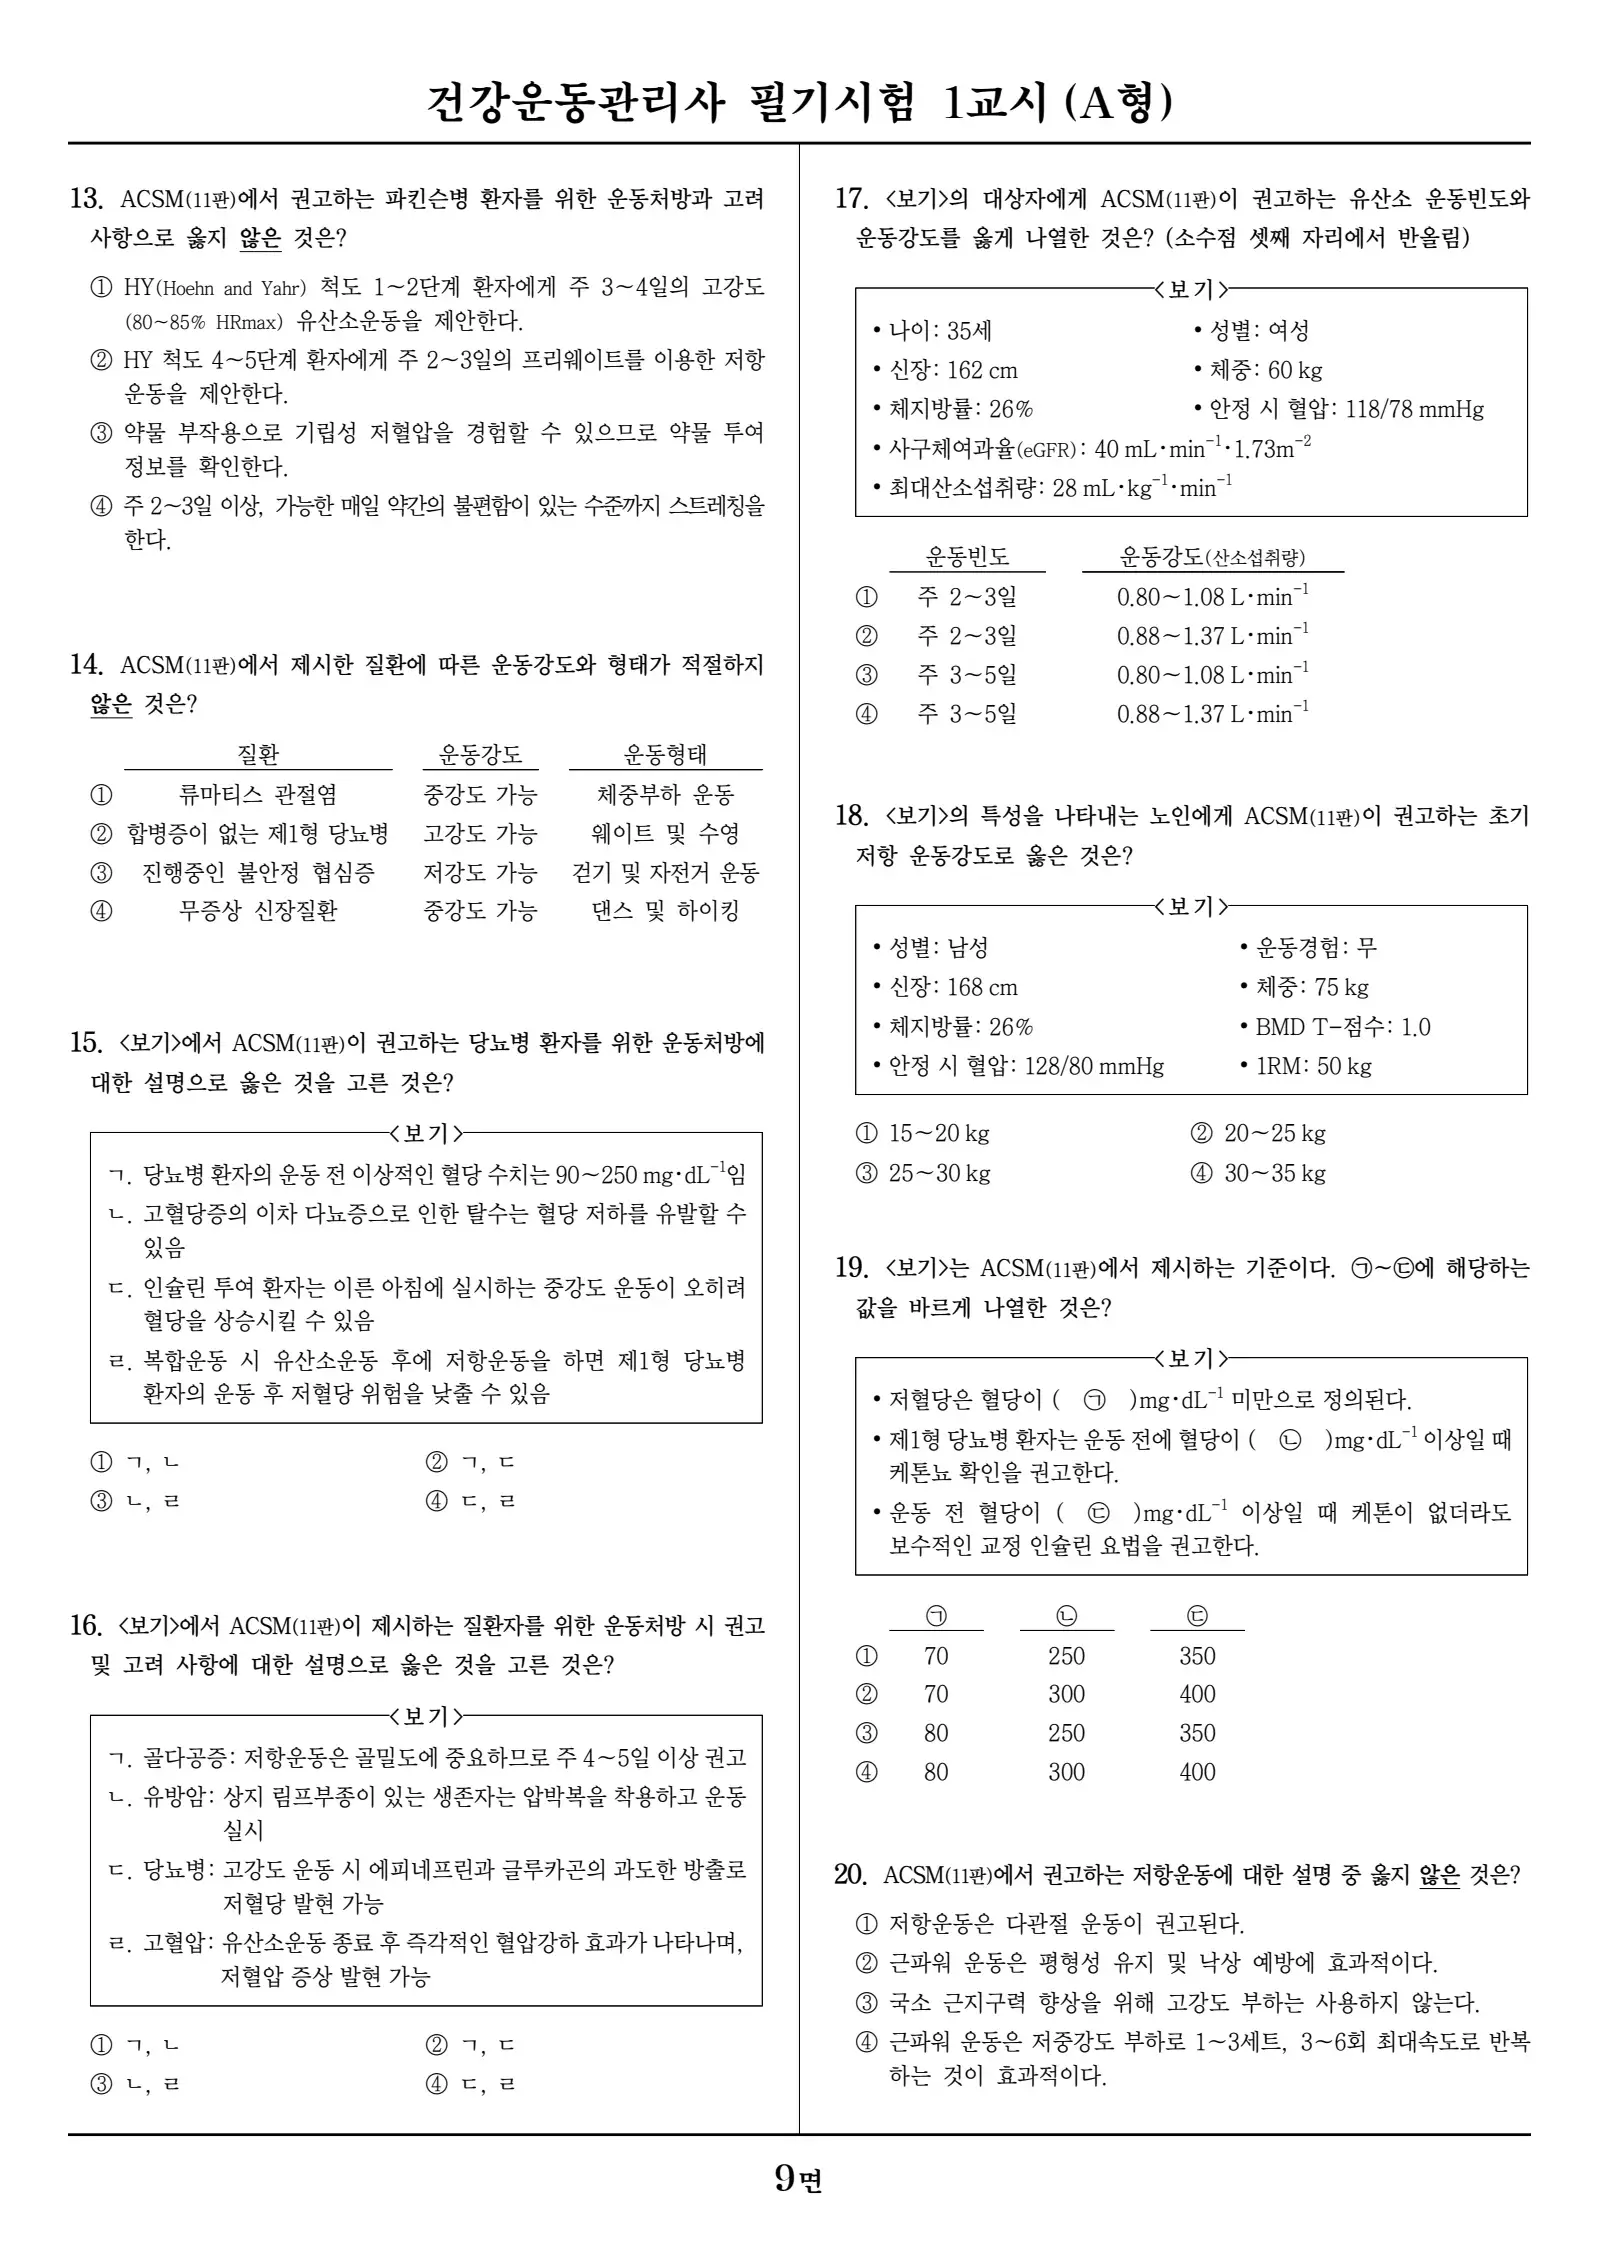 건강운동관리사 필기시험 1교시 (A형)
13. ACSM(11판)에서 권고하는 파킨슨병 환자를 위한 운동처방과 고려
사항으로 옳지 않은 것은?
① HY(Hoehn and Yahr) 척도 1~2단계 환자에게 주 3~4일의 고강도
(80~85% HRmax) 유산소운동을 제안한다.
② HY 척도 4~5단계 환자에게 주 2~3일의 프리웨이트를 이용한 저항
운동을 제안한다.
③ 약물 부작용으로 기립성 저혈압을 경험할 수 있으므로 약물 투여
정보를 확인한다.
④ 주 2~3일 이상, 가능한 매일 약간의 불편함이 있는 수준까지 스트레칭을
한다.
14. ACSM(11판)에서 제시한 질환에 따른 운동강도와 형태가 적절하지
않은 것은?
질환 운동강도 운동형태
① 류마티스 관절염 중강도 가능 체중부하 운동
② 합병증이 없는 제1형 당뇨병 고강도 가능 웨이트 및 수영
③ 진행중인 불안정 협심증 저강도 가능 걷기 및 자전거 운동
④ 무증상 신장질환 중강도 가능 댄스 및 하이킹
15. <보기>에서 ACSM(11판)이 권고하는 당뇨병 환자를 위한 운동처방에
대한 설명으로 옳은 것을 고른 것은?
<보기>
ㄱ. 당뇨병 환자의 운동 전 이상적인 혈당 수치는 90~250 mg·dL⁻¹임
ㄴ. 고혈당증의 이차 다뇨증으로 인한 탈수는 혈당 저하를 유발할 수
있음
ㄷ. 인슐린 투여 환자는 이른 아침에 실시하는 중강도 운동이 오히려
혈당을 상승시킬 수 있음
ㄹ. 복합운동 시 유산소운동 후에 저항운동을 하면 제1형 당뇨병
환자의 운동 후 저혈당 위험을 낮출 수 있음
① ㄱ, ㄴ ② ㄱ, ㄷ
③ ㄴ, ㄹ ④ ㄷ, ㄹ
16. <보기>에서 ACSM(11판)이 제시하는 질환자를 위한 운동처방 시 권고
및 고려 사항에 대한 설명으로 옳은 것을 고른 것은?
<보기>
ㄱ. 골다공증: 저항운동은 골밀도에 중요하므로 주 4~5일 이상 권고
ㄴ. 유방암: 상지 림프부종이 있는 생존자는 압박복을 착용하고 운동
실시
ㄷ. 당뇨병: 고강도 운동 시 에피네프린과 글루카곤의 과도한 방출로
저혈당 발현 가능
ㄹ. 고혈압: 유산소운동 종료 후 즉각적인 혈압강하 효과가 나타나며,
저혈압 증상 발현 가능
① ㄱ, ㄴ ② ㄱ, ㄷ
③ ㄴ, ㄹ ④ ㄷ, ㄹ
17. <보기>의 대상자에게 ACSM(11판)이 권고하는 유산소 운동빈도와
운동강도를 옳게 나열한 것은? (소수점 셋째 자리에서 반올림)
<보기>
• 나이: 35세 • 성별: 여성
• 신장: 162 cm • 체중: 60 kg
• 체지방률: 26% • 안정 시 혈압: 118/78 mmHg
• 사구체여과율(eGFR): 40 mL·min⁻¹·1.73m⁻²
• 최대산소섭취량: 28 mL·kg⁻¹·min⁻¹
운동빈도 운동강도(산소섭취량)
① 주 2~3일 0.80~1.08 L·min⁻¹
② 주 2~3일 0.88~1.37 L·min⁻¹
③ 주 3~5일 0.80~1.08 L·min⁻¹
④ 주 3~5일 0.88~1.37 L·min⁻¹
18. <보기>의 특성을 나타내는 노인에게 ACSM(11판)이 권고하는 초기
저항 운동강도로 옳은 것은?
<보기>
• 성별: 남성 • 운동경험: 무
• 신장: 168 cm • 체중: 75 kg
• 체지방률: 26% • BMD T-점수: 1.0
• 안정 시 혈압: 128/80 mmHg • 1RM: 50 kg
① 15~20 kg ② 20~25 kg
③ 25~30 kg ④ 30~35 kg
19. <보기>는 ACSM(11판)에서 제시하는 기준이다. ㉠~㉢에 해당하는
값을 바르게 나열한 것은?
<보기>
• 저혈당은 혈당이 ( ㉠ )mg·dL⁻¹ 미만으로 정의된다.
• 제1형 당뇨병 환자는 운동 전에 혈당이 ( ㉡ )mg·dL⁻¹ 이상일 때
케톤뇨 확인을 권고한다.
• 운동 전 혈당이 ( ㉢ )mg·dL⁻¹ 이상일 때 케톤이 없더라도
보수적인 교정 인슐린 요법을 권고한다.
㉠ ㉡ ㉢
① 70 250 350
② 70 300 400
③ 80 250 350
④ 80 300 400
20. ACSM(11판)에서 권고하는 저항운동에 대한 설명 중 옳지 않은 것은?
① 저항운동은 다관절 운동이 권고된다.
② 근파워 운동은 평형성 유지 및 낙상 예방에 효과적이다.
③ 국소 근지구력 향상을 위해 고강도 부하는 사용하지 않는다.
④ 근파워 운동은 저중강도 부하로 1~3세트, 3~6회 최대속도로 반복
하는 것이 효과적이다.
9면